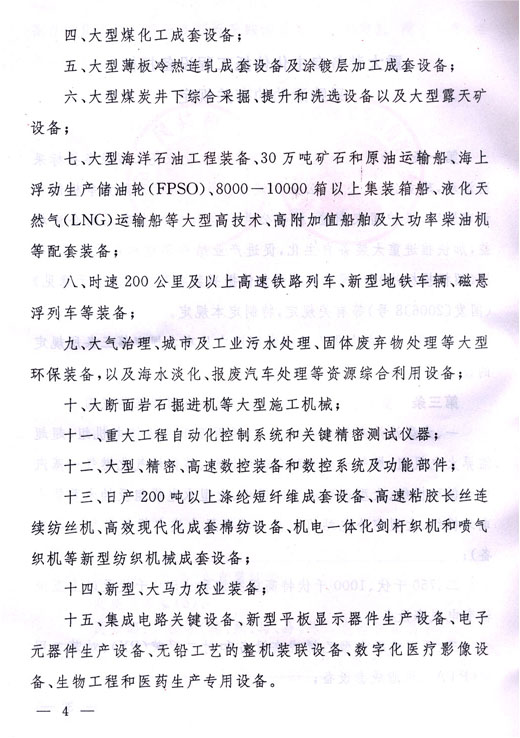 四、大型煤化工成套设备；
五、大型薄板冷热连轧成套设备及涂镀层加工成套设备；
六、大型煤炭井下综合采掘、提升和洗选设备以及大型露天矿
设备；
七、大型海洋石油工程装备、30万吨矿石和原油运输船、海上
浮动生产储油轮(FPSO)、8000－10000箱以上集装箱船、液化天
然气(LNG)运输船等大型高技术、高附加值船舶及大功率柴油机
等配套装备；
八、时速200公里及以上高速铁路列车、新型地铁车辆、磁悬
浮列车等装备；
九、大气治理、城市及工业污水处理、固体废弃物处理等大型
环保装备，以及海水淡化、报废汽车处理等资源综合利用设备；
十、大断面岩石掘进机等大型施工机械；
十一、重大工程自动化控制系统和关键精密测试仪器；
十二、大型、精密、高速数控装备和数控系统及功能部件；
十三、日产200吨以上涤纶短纤维成套设备、高速粘胶长丝连
续纺丝机、高效现代化成套棉纺设备、机电一体化剑杆织机和喷气
织机等新型纺织机械成套设备；
十四、新型、大马力农业装备；
十五、集成电路关键设备、新型平板显示器件生产设备、电子
元器件生产设备、无铅工艺的整机装联设备、数字化医疗影像设
备、生物工程和医药生产专用设备。
— 4 —